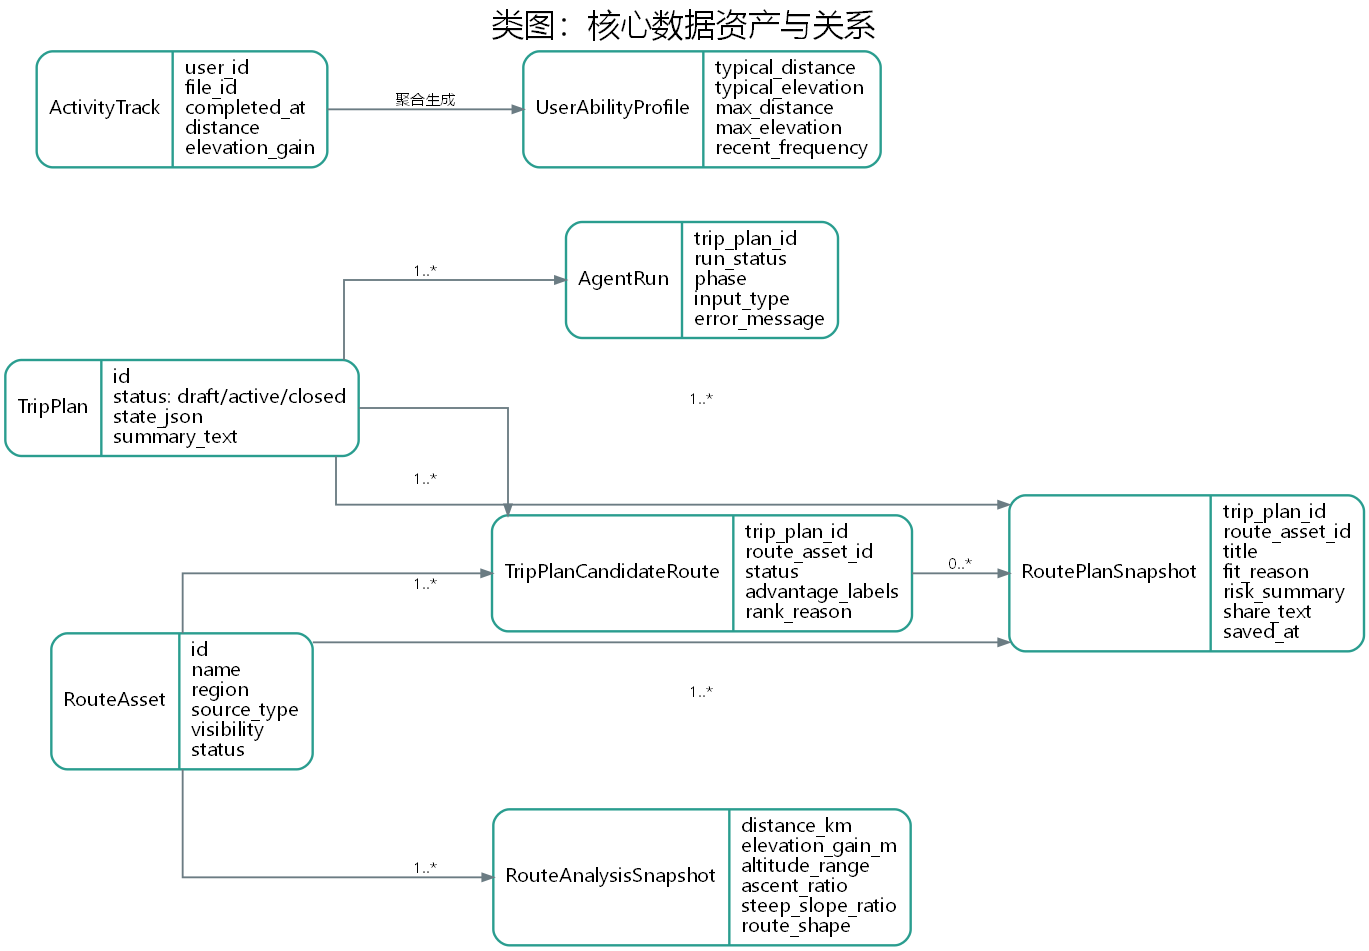 类图：核心数据资产与关系
ActivityTrack
user_id
file_id
completed_at
distance
elevation_gain
聚合生成
UserAbilityProfile
typical_distance
typical_elevation
max_distance
max_elevation
recent_frequency
1..*
AgentRun
trip_plan_id
run_status
phase
input_type
error_message
TripPlan
id
status: draft/active/closed
state_json
summary_text
1..*
1..*
TripPlanCandidateRoute
trip_plan_id
route_asset_id
status
advantage_labels
rank_reason
0..*
RoutePlanSnapshot
trip_plan_id
route_asset_id
title
fit_reason
risk_summary
share_text
saved_at
1..*
RouteAsset
id
name
region
source_type
visibility
status
1..*
1..*
RouteAnalysisSnapshot
distance_km
elevation_gain_m
altitude_range
ascent_ratio
steep_slope_ratio
route_shape